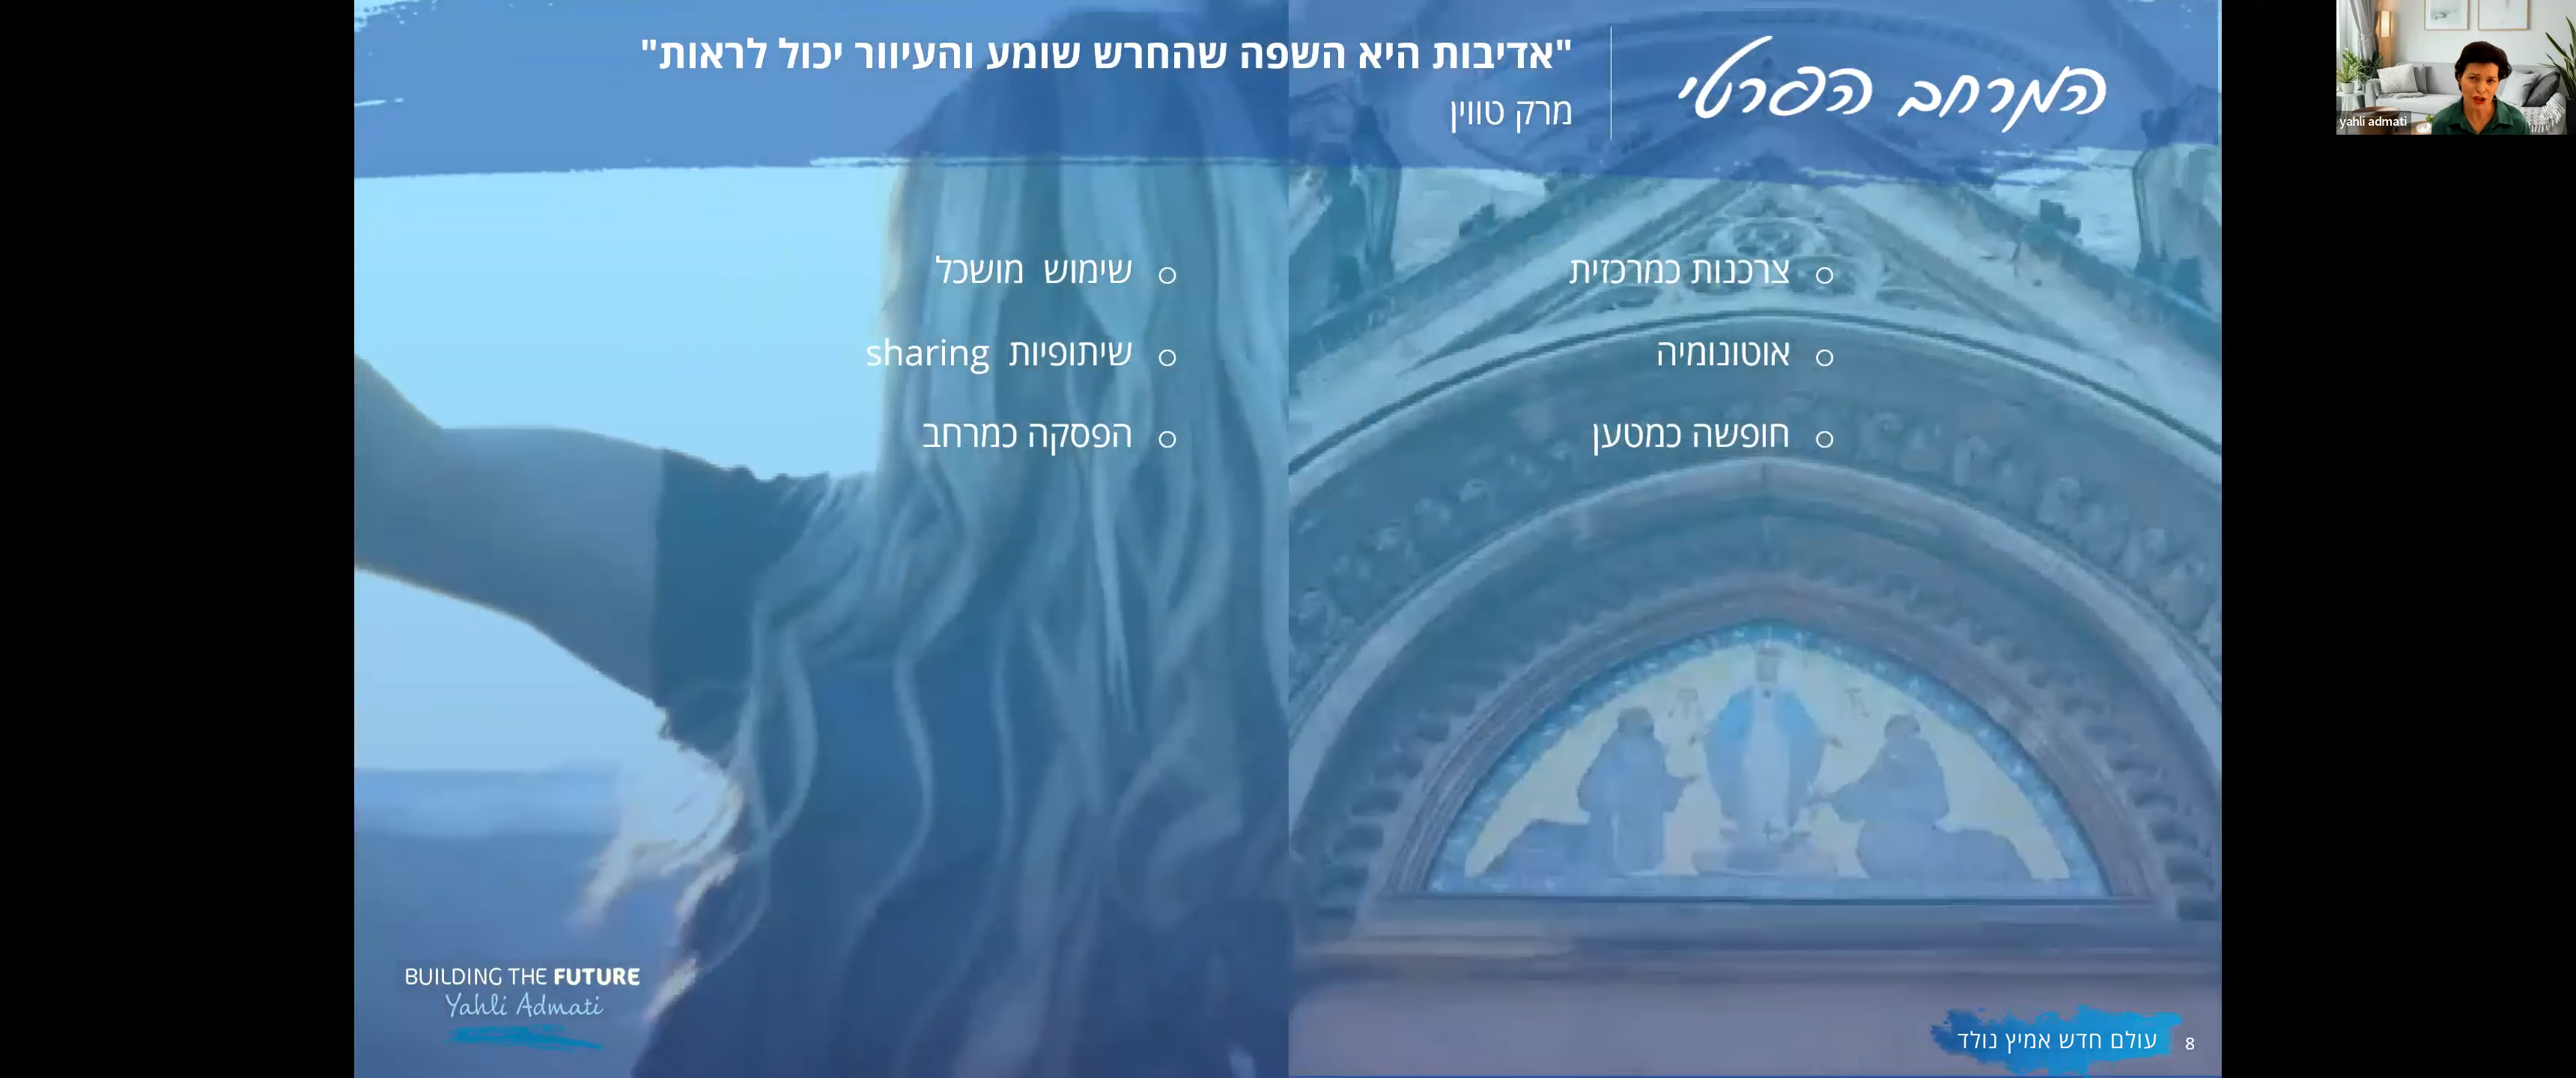 המרחב הפרטי
"אדיבות היא השפה שהחרש שומע והעיוור יכול לראות"
מרק טווין
צרכנות כמרכזית
אוטונומיה
חופשה כמטען
שימוש מושכל
שיתופיות sharing
הפסקה כמרחב
BUILDING THE FUTURE
Yahli Admati
עולם חדש אמיץ נולד
8
yahli admati